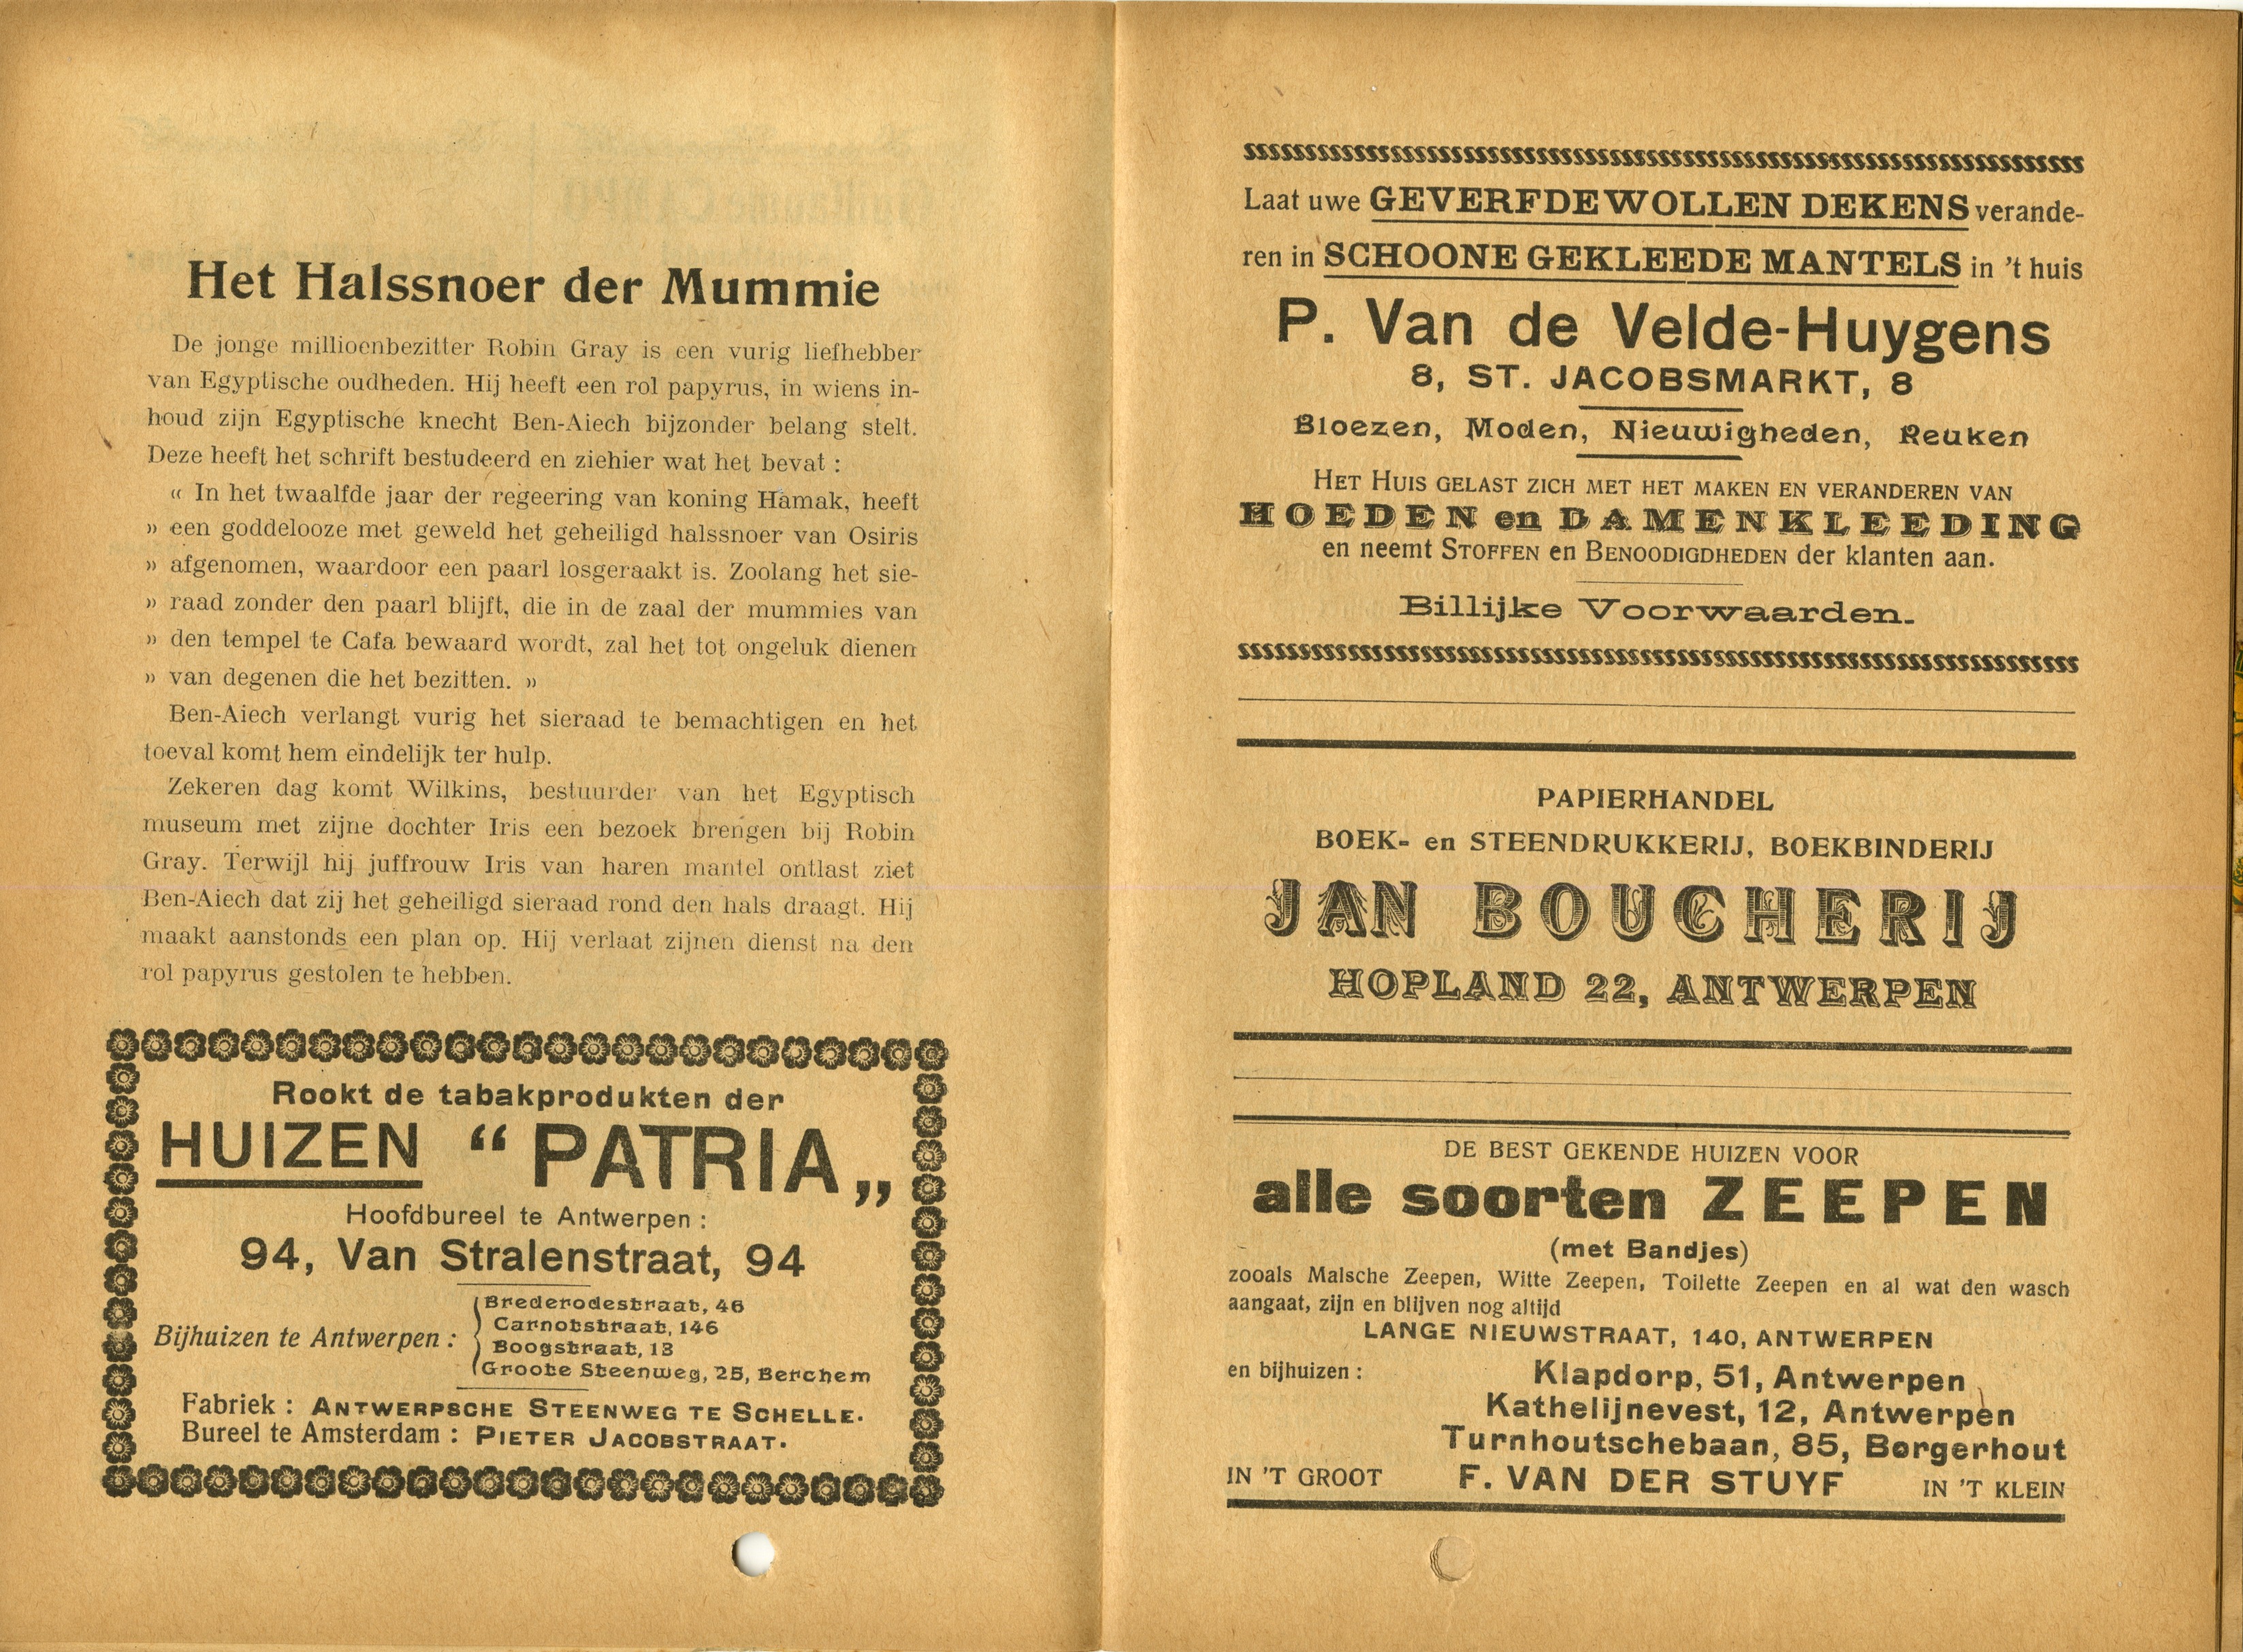 Het Halssnoer der Mummie
De jonge millioenbezitter Robin Gray is een vurig liefhebber
van Egyptische oudheden. Hij heeft een rol papyrus, in wiens in-
houd zijn Egyptische knecht Ben-Aiech bijzonder belang stelt.
Deze heeft het schrift bestudeerd en ziehier wat het bevat :
« In het twaalfde jaar der regeering van koning Hamak, heeft
» een goddelooze met geweld het geheiligd halssnoer van Osiris
» afgenomen, waardoor een paarl losgeraakt is. Zoolang het sie-
» raad zonder den paarl blijft, die in de zaal der mummies van
» den tempel te Cafa bewaard wordt, zal het tot ongeluk dienen
» van degenen die het bezitten. »
Ben-Aiech verlangt vurig het sieraad te bemachtigen en het
toeval komt hem eindelijk ter hulp.
Zekeren dag komt Wilkins, bestuurder van het Egyptisch
museum met zijne dochter Iris een bezoek brengen bij Robin
Gray. Terwijl hij juffrouw Iris van haren mantel ontlast ziet
Ben-Aiech dat zij het geheiligd sieraad rond den hals draagt. Hij
maakt aanstonds een plan op. Hij verlaat zijnen dienst na den
rol papyrus gestolen te hebben.
Rookt de tabakprodukten der
HUIZEN “ PATRIA „
Hoofdbureel te Antwerpen :
94, Van Stralenstraat, 94
Bijhuizen te Antwerpen :
Brederodestraat, 46
Carnotstraat, 146
Boogstraat, 13
Groote Steenweg, 25, Berchem
Fabriek : ANTWERPSCHE STEENWEG TE SCHELLE.
Bureel te Amsterdam : PIETER JACOBSTRAAT.
Laat uwe GEVERFDE WOLLEN DEKENS verande-
ren in SCHOONE GEKLEEDE MANTELS in 't huis
P. Van de Velde-Huygens
8, ST. JACOBSMARKT, 8
Bloezen, Moden, Nieuwigheden, Reuken
HET HUIS GELAST ZICH MET HET MAKEN EN VERANDEREN VAN
HOEDEN en DAMENKLEEDING
en neemt STOFFEN en BENOODIGDHEDEN der klanten aan.
Billijke Voorwaarden.
PAPIERHANDEL
BOEK- en STEENDRUKKERIJ, BOEKBINDERIJ
JAN BOUCHERIJ
HOPLAND 22, ANTWERPEN
DE BEST GEKENDE HUIZEN VOOR
alle soorten ZEEPEN
(met Bandjes)
zooals Malsche Zeepen, Witte Zeepen, Toilette Zeepen en al wat den wasch
aangaat, zijn en blijven nog altijd
LANGE NIEUWSTRAAT, 140, ANTWERPEN
en bijhuizen : Klapdorp, 51, Antwerpen
Kathelijnevest, 12, Antwerpen
Turnhoutschebaan, 85, Borgerhout
IN 'T GROOT F. VAN DER STUYF IN 'T KLEIN